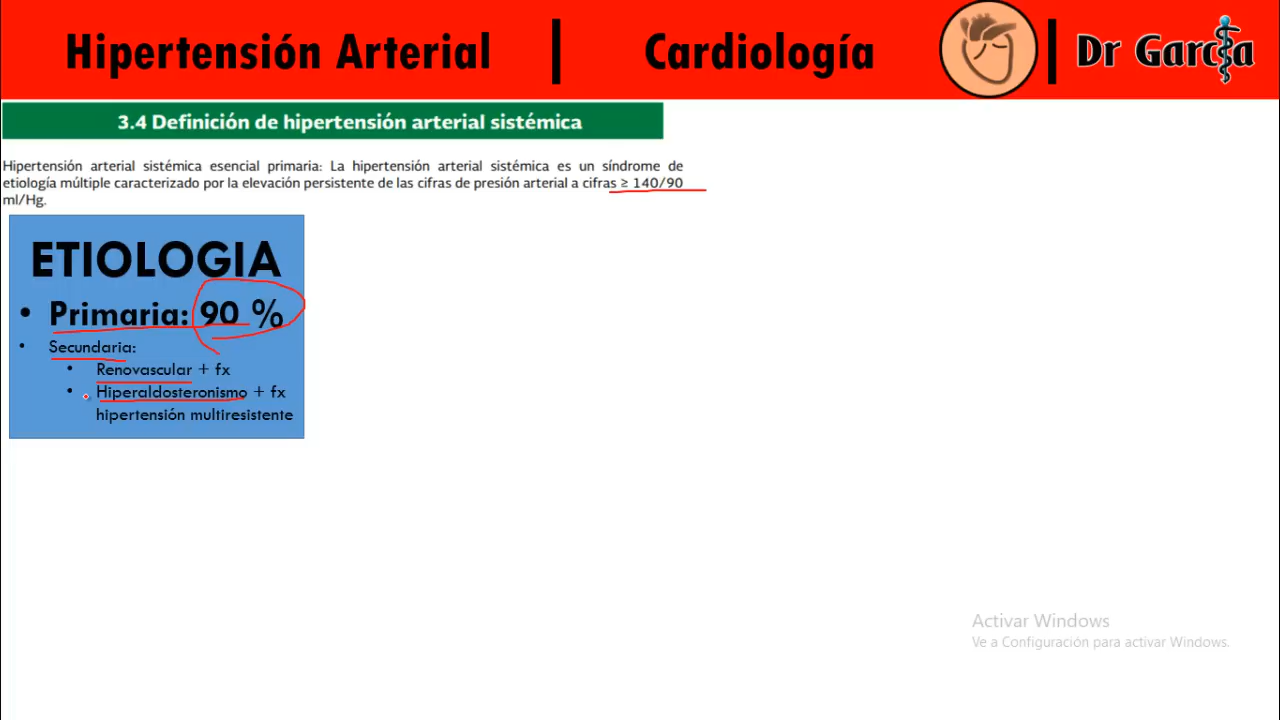 Hipertensión Arterial | Cardiología | Dr García
3.4 Definición de hipertensión arterial sistémica
Hipertensión arterial sistémica esencial primaria: La hipertensión arterial sistémica es un síndrome de
etiología múltiple caracterizado por la elevación persistente de las cifras de presión arterial a cifras ≥ 140/90
ml/Hg.
ETIOLOGIA
• Primaria: 90 %
• Secundaria:
• Renovascular + fx
• Hiperaldosteronismo + fx
hipertensión multiresistente
Activar Windows
Ve a Configuración para activar Windows.